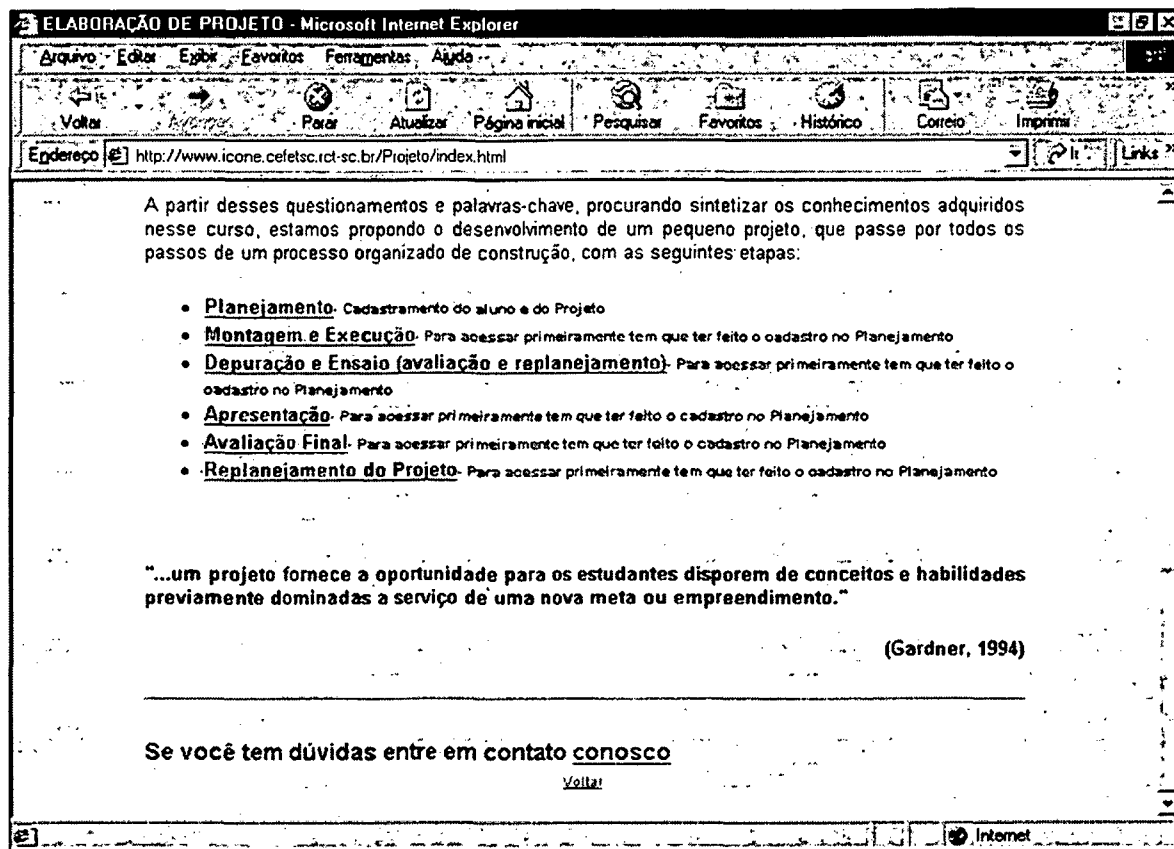 ELABORAÇÃO DE PROJETO - Microsoft Internet Explorer
Arquivo Editar Exibir Favoritos Ferramentas Ajuda
Voltar Avançar Parar Atualizar Página inicial Pesquisar Favoritos Histórico Correio Imprimir
Endereço http://www.icone.cefetsc.rct-sc.br/Projeto/index.html Ir Links »
A partir desses questionamentos e palavras-chave, procurando sintetizar os conhecimentos adquiridos
nesse curso, estamos propondo o desenvolvimento de um pequeno projeto, que passe por todos os
passos de um processo organizado de construção, com as seguintes etapas:
• Planejamento- Cadastramento do aluno e do Projeto
• Montagem e Execução- Para acessar primeiramente tem que ter feito o cadastro no Planejamento
• Depuração e Ensaio (avaliação e replanejamento)- Para acessar primeiramente tem que ter feito o
cadastro no Planejamento
• Apresentação- Para acessar primeiramente tem que ter feito o cadastro no Planejamento
• Avaliação Final- Para acessar primeiramente tem que ter feito o cadastro no Planejamento
• Replanejamento do Projeto- Para acessar primeiramente tem que ter feito o cadastro no Planejamento
"...um projeto fornece a oportunidade para os estudantes disporem de conceitos e habilidades
previamente dominadas a serviço de uma nova meta ou empreendimento."
(Gardner, 1994)
Se você tem dúvidas entre em contato conosco
Voltar
Internet